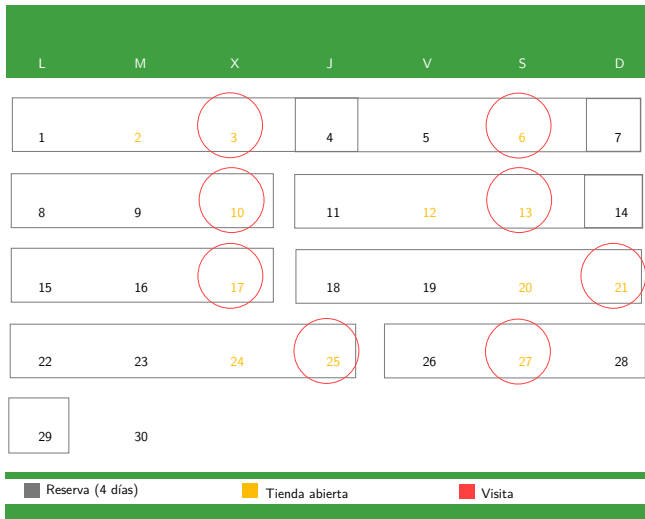 L M X J V S D
1 2 3 4 5 6 7
8 9 10 11 12 13 14
15 16 17 18 19 20 21
22 23 24 25 26 27 28
29 30
Reserva (4 días) Tienda abierta Visita